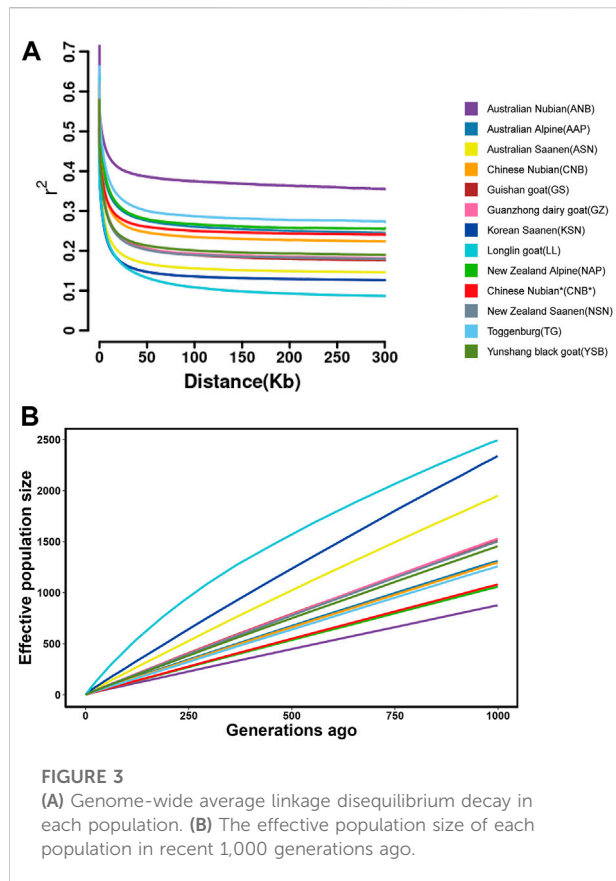 A
r²
0.7
0.6
0.5
0.4
0.3
0.2
0.1
0
0 50 100 150 200 250 300
Distance(Kb)
Australian Nubian(ANB)
Australian Alpine(AAP)
Australian Saanen(ASN)
Chinese Nubian(CNB)
Guishan goat(GS)
Guanzhong dairy goat(GZ)
Korean Saanen(KSN)
Longlin goat(LL)
New Zealand Alpine(NAP)
Chinese Nubian*(CNB*)
New Zealand Saanen(NSN)
Toggenburg(TG)
Yunshang black goat(YSB)
B
Effective population size
2500
2000
1500
1000
500
0
0 250 500 750 1000
Generations ago
FIGURE 3
(A) Genome-wide average linkage disequilibrium decay in
each population. (B) The effective population size of each
population in recent 1,000 generations ago.